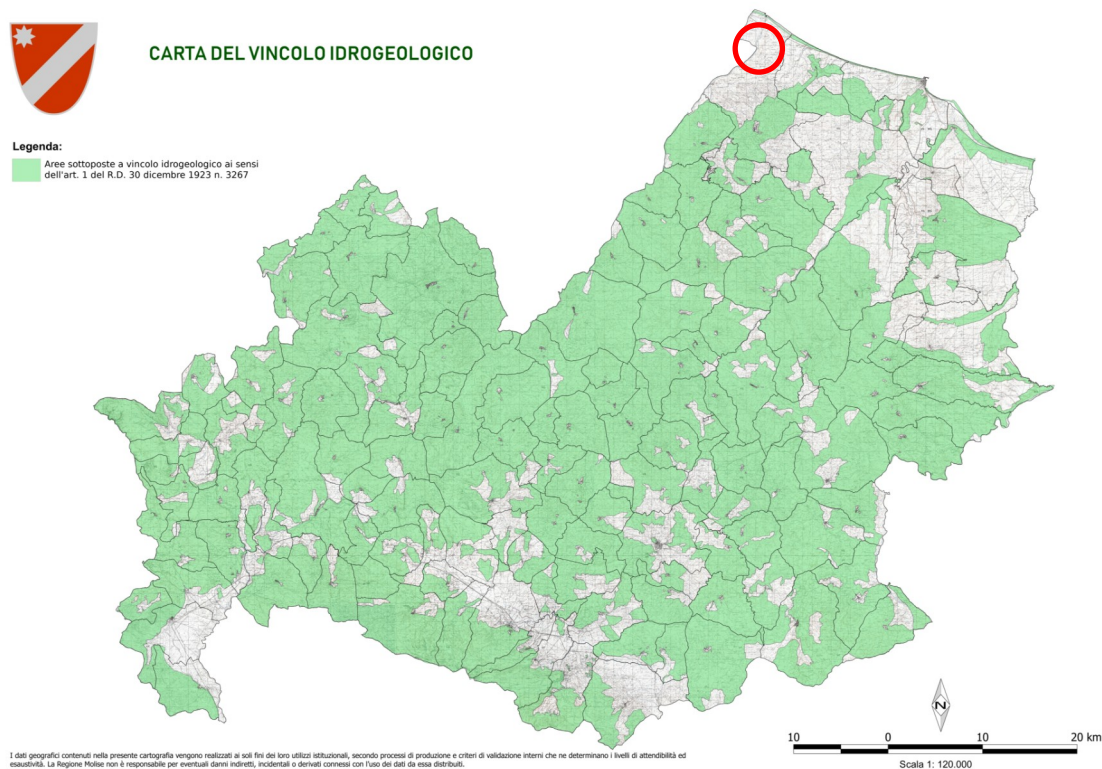 CARTA DEL VINCOLO IDROGEOLOGICO
Legenda:
Aree sottoposte a vincolo idrogeologico ai sensi
dell'art. 1 del R.D. 30 dicembre 1923 n. 3267
N
10 0 10 20 km
Scala 1: 120.000
I dati geografici contenuti nella presente cartografia vengono realizzati ai soli fini dei loro utilizzi istituzionali, secondo processi di produzione e criteri di validazione interni che ne determinano i livelli di attendibilità ed
esaustività. La Regione Molise non è responsabile per eventuali danni indiretti, incidentali o derivati connessi con l'uso dei dati da essa distribuiti.